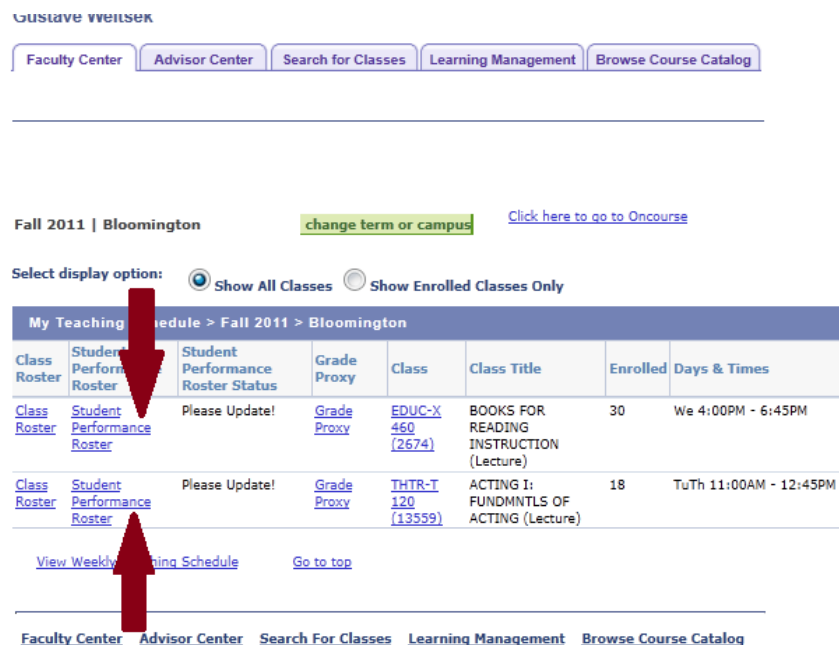 Gustave Weltsek
Faculty Center Advisor Center Search for Classes Learning Management Browse Course Catalog
Fall 2011 | Bloomington change term or campus Click here to go to Oncourse
Select display option: Show All Classes Show Enrolled Classes Only
My Teaching > Fall 2011 > Bloomington
Class Roster
Student Roster
Student Performance Roster Status
Grade Proxy
Class
Class Title
Enrolled
Days & Times
Class Roster
Student Performance Roster
Please Update!
Grade Proxy
EDUC-X 460 (2674)
BOOKS FOR READING INSTRUCTION (Lecture)
30
We 4:00PM - 6:45PM
Class Roster
Student Performance Roster
Please Update!
Grade Proxy
THTR-T 120 (13559)
ACTING I: FUNDMNTLS OF ACTING (Lecture)
18
TuTh 11:00AM - 12:45PM
View Weekly Schedule Go to top
Faculty Center Advisor Center Search For Classes Learning Management Browse Course Catalog